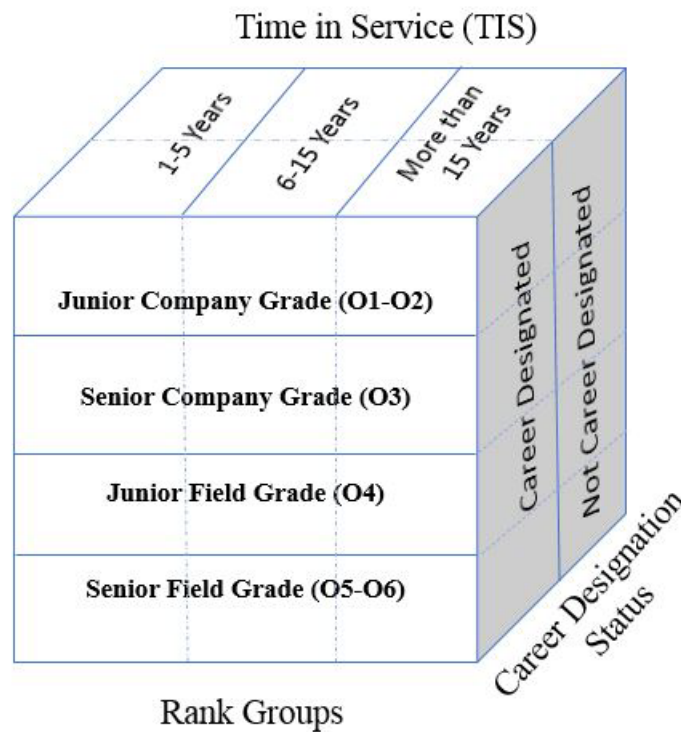 Time in Service (TIS)
1-5 Years
6-15 Years
More than
15 Years
Junior Company Grade (O1-O2)
Senior Company Grade (O3)
Junior Field Grade (O4)
Senior Field Grade (O5-O6)
Career Designated
Not Career Designated
Career Designation
Status
Rank Groups